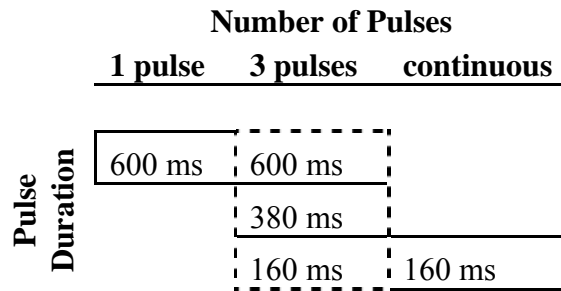 Number of Pulses
1 pulse 3 pulses continuous
Pulse
Duration
600 ms 600 ms
380 ms
160 ms 160 ms